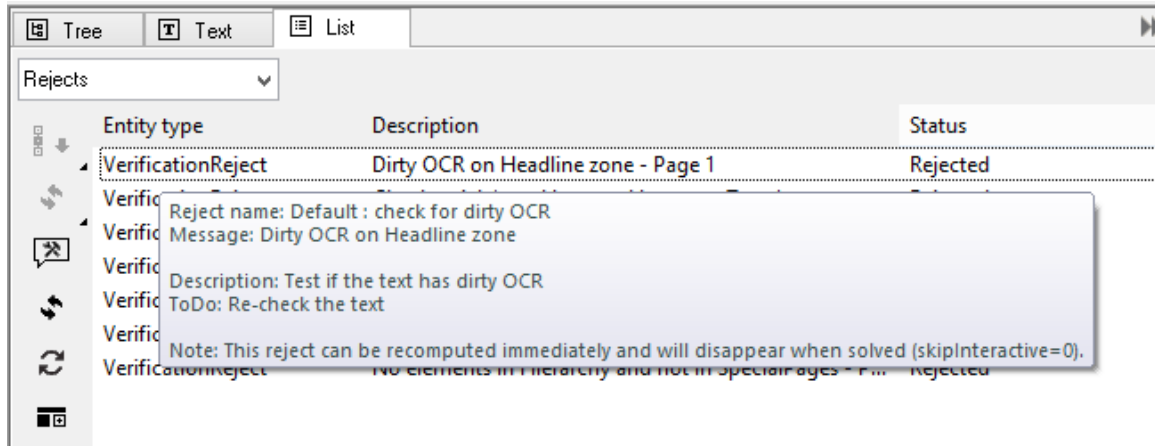 Tree Text List
Rejects
Entity type Description Status
VerificationReject Dirty OCR on Headline zone - Page 1 Rejected
Verific
Reject name: Default : check for dirty OCR
Verific Message: Dirty OCR on Headline zone
Verific Description: Test if the text has dirty OCR
Verific ToDo: Re-check the text
Verific
Note: This reject can be recomputed immediately and will disappear when solved (skipInteractive=0).
VerificationReject No elements in Hierarchy and not in SpecialPages - P... Rejected